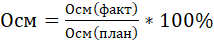 Осм = Осм(факт) / Осм(план) * 100%